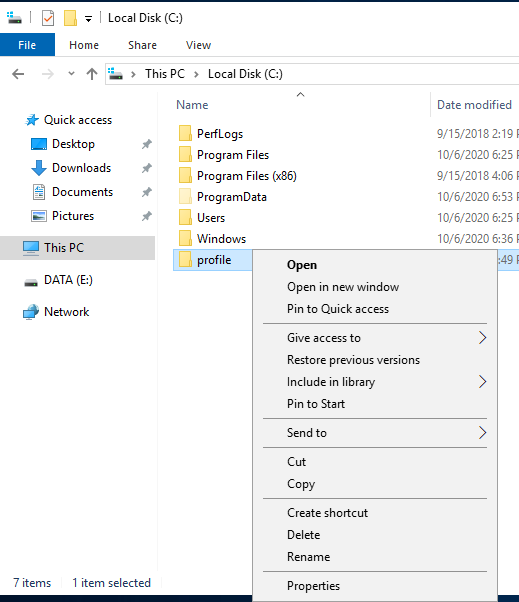 Local Disk (C:)
File Home Share View
This PC Local Disk (C:)
Name Date modified
Quick access
Desktop
Downloads
Documents
Pictures
This PC
DATA (E:)
Network
PerfLogs 9/15/2018 2:19
Program Files 10/6/2020 6:25
Program Files (x86) 9/15/2018 4:06
ProgramData 10/6/2020 6:53
Users 10/6/2020 6:25
Windows 10/6/2020 6:36
profile :49
Open
Open in new window
Pin to Quick access
Give access to
Restore previous versions
Include in library
Pin to Start
Send to
Cut
Copy
Create shortcut
Delete
Rename
Properties
7 items 1 item selected